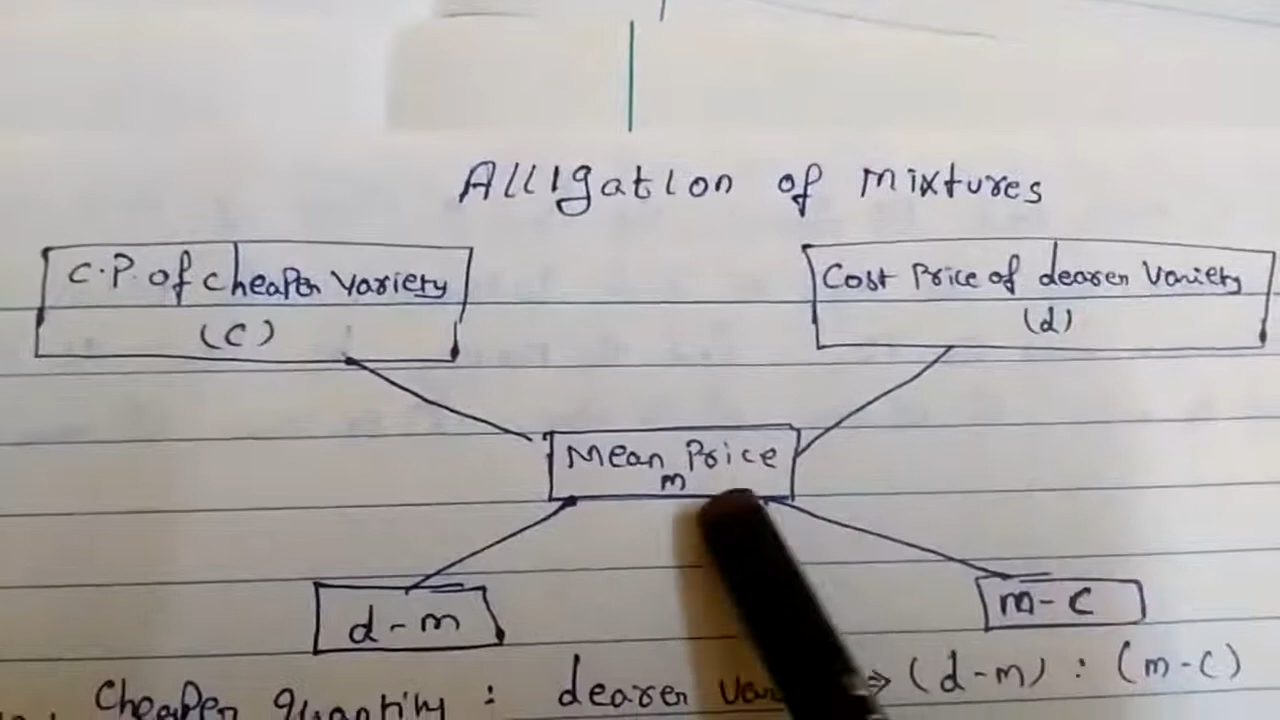 Alligation of mixtures
C.P. of cheaper variety
(c)
Cost Price of dearer variety
(d)
Mean Price
m
d-m
m-c
Cheaper quantity : dearer ⇒ (d-m) : (m-c)